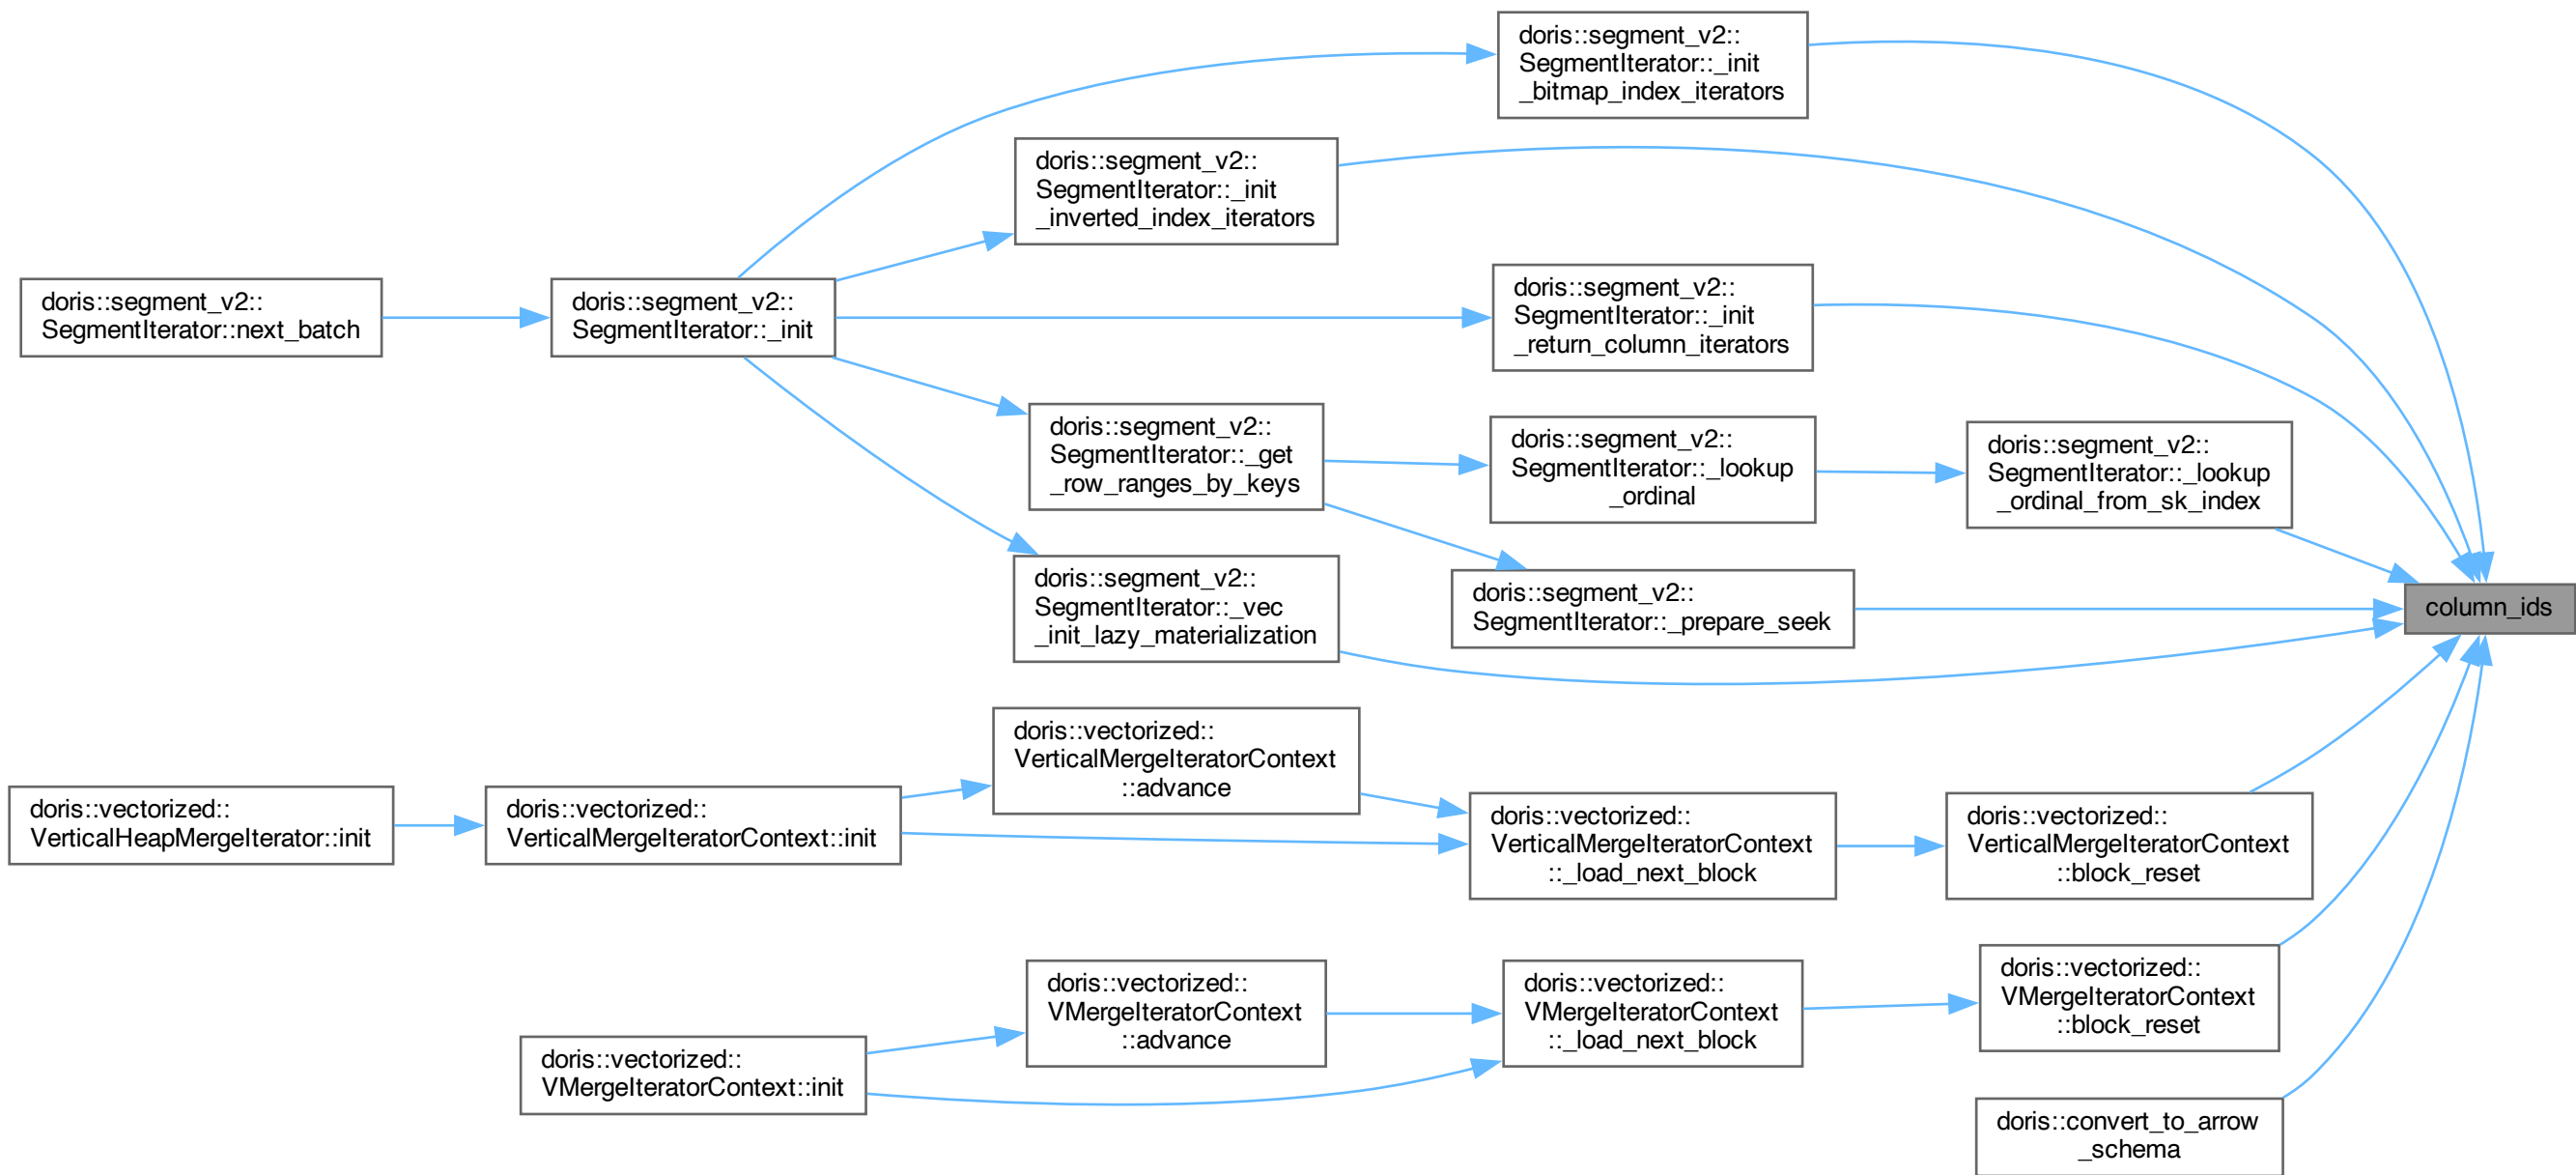 doris::segment_v2::
SegmentIterator::_init
_bitmap_index_iterators
doris::segment_v2::
SegmentIterator::_init
_inverted_index_iterators
doris::segment_v2::
SegmentIterator::next_batch
doris::segment_v2::
SegmentIterator::_init
doris::segment_v2::
SegmentIterator::_init
_return_column_iterators
doris::segment_v2::
SegmentIterator::_get
_row_ranges_by_keys
doris::segment_v2::
SegmentIterator::_lookup
_ordinal
doris::segment_v2::
SegmentIterator::_lookup
_ordinal_from_sk_index
doris::segment_v2::
SegmentIterator::_vec
_init_lazy_materialization
doris::segment_v2::
SegmentIterator::_prepare_seek
column_ids
doris::vectorized::
VerticalMergeIteratorContext
::advance
doris::vectorized::
VerticalHeapMergeIterator::init
doris::vectorized::
VerticalMergeIteratorContext::init
doris::vectorized::
VerticalMergeIteratorContext
::_load_next_block
doris::vectorized::
VerticalMergeIteratorContext
::block_reset
doris::vectorized::
VMergeIteratorContext::init
doris::vectorized::
VMergeIteratorContext
::advance
doris::vectorized::
VMergeIteratorContext
::_load_next_block
doris::vectorized::
VMergeIteratorContext
::block_reset
doris::convert_to_arrow
_schema